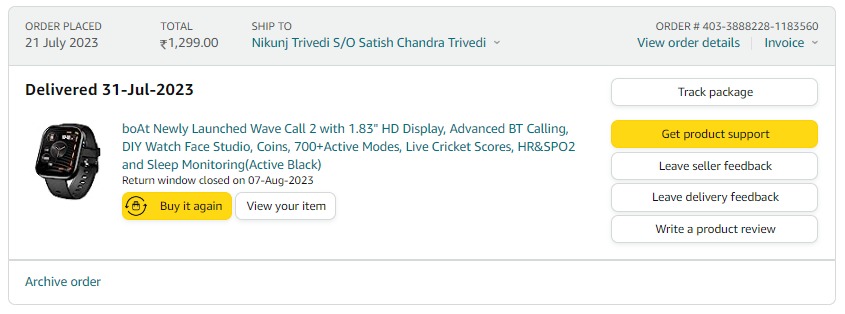 ORDER PLACED
21 July 2023
TOTAL
₹1,299.00
SHIP TO
Nikunj Trivedi S/O Satish Chandra Trivedi
ORDER # 403-3888228-1183560
View order details
Invoice
Delivered 31-Jul-2023
boAt Newly Launched Wave Call 2 with 1.83" HD Display, Advanced BT Calling,
DIY Watch Face Studio, Coins, 700+Active Modes, Live Cricket Scores, HR&SPO2
and Sleep Monitoring(Active Black)
Return window closed on 07-Aug-2023
Buy it again
View your item
Track package
Get product support
Leave seller feedback
Leave delivery feedback
Write a product review
Archive order